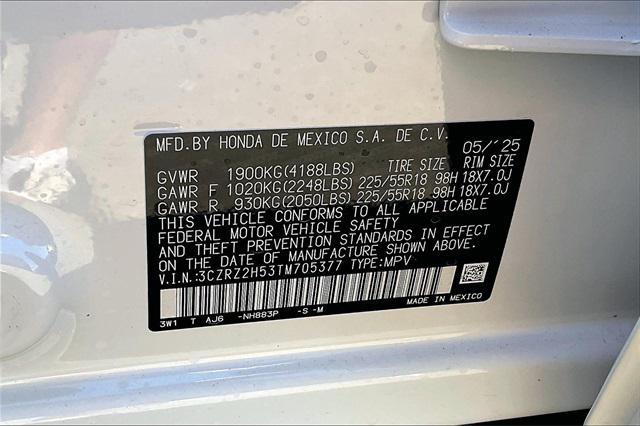 MFD.BY HONDA DE MEXICO S.A. DE C.V. 05/'25
GVWR 1900KG(4188LBS) TIRE SIZE RIM SIZE
GAWR F 1020KG(2248LBS) 225/55R18 98H 18X7.0J
GAWR R 930KG(2050LBS) 225/55R18 98H 18X7.0J
THIS VEHICLE CONFORMS TO ALL APPLICABLE
FEDERAL MOTOR VEHICLE SAFETY
AND THEFT PREVENTION STANDARDS IN EFFECT
ON THE DATE OF MANUFACTURE SHOWN ABOVE.
V.I.N.:3CZRZ2H53TM705377 TYPE:MPV
MADE IN MEXICO
3W1 T AJ6 -NH883P -S -M